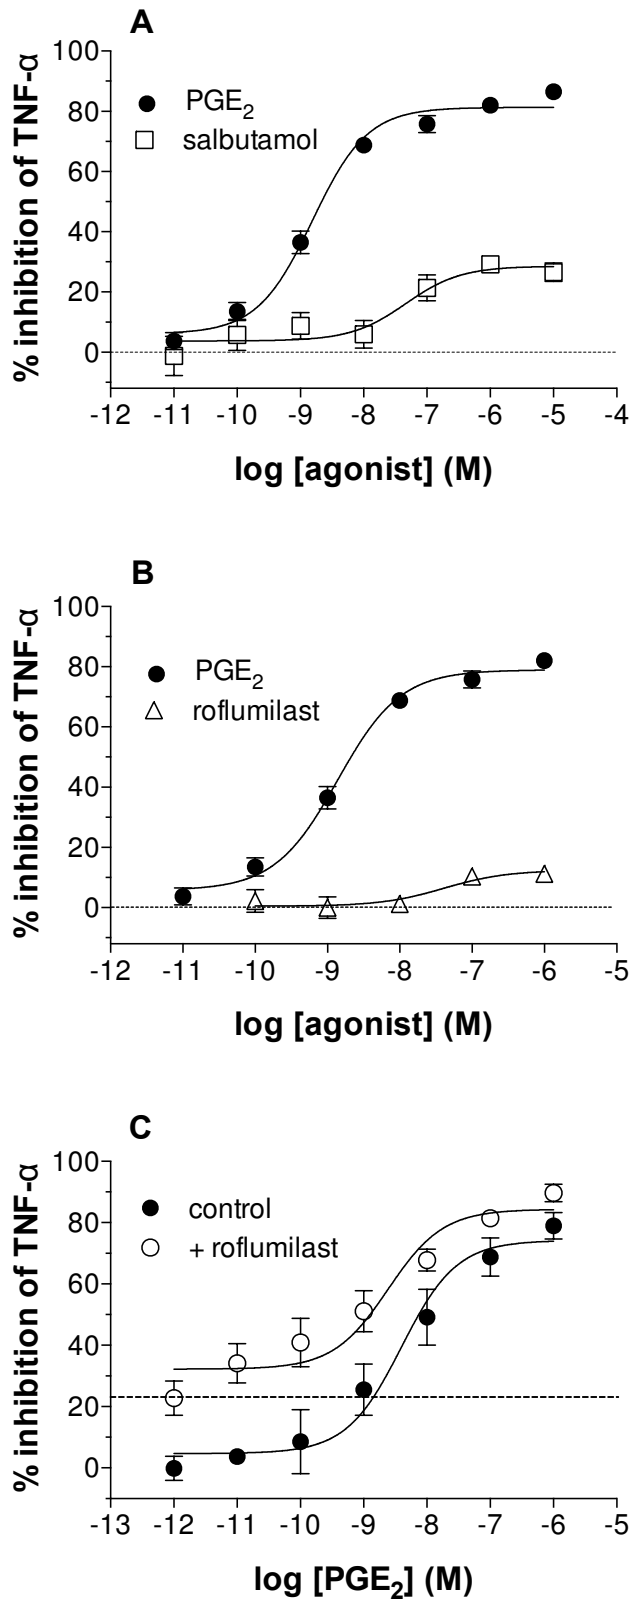 A
% inhibition of TNF-α
100
80
60
40
20
0
PGE2
salbutamol
-12 -11 -10 -9 -8 -7 -6 -5 -4
log [agonist] (M)
B
% inhibition of TNF-α
100
80
60
40
20
0
PGE2
roflumilast
-12 -11 -10 -9 -8 -7 -6 -5
log [agonist] (M)
C
% inhibition of TNF-α
100
80
60
40
20
0
control
+ roflumilast
-13 -12 -11 -10 -9 -8 -7 -6 -5
log [PGE2] (M)